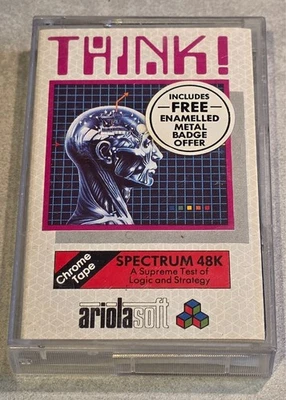 THINK!
INCLUDES
FREE
ENAMELLED
METAL
BADGE
OFFER
Chrome
Tape
SPECTRUM 48K
A Supreme Test of
Logic and Strategy
ariolasoft